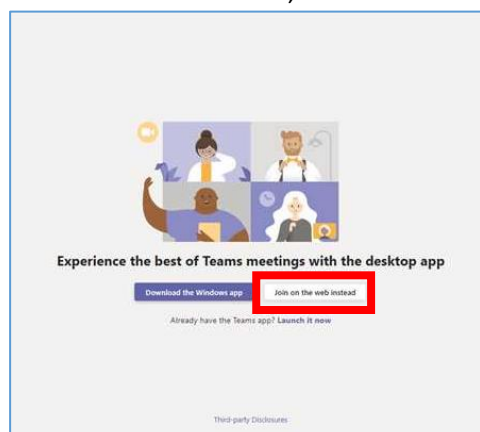 Experience the best of Teams meetings with the desktop app
Download the Windows app Join on the web instead
Already have the Teams app? Launch it now
Third-party Disclosures